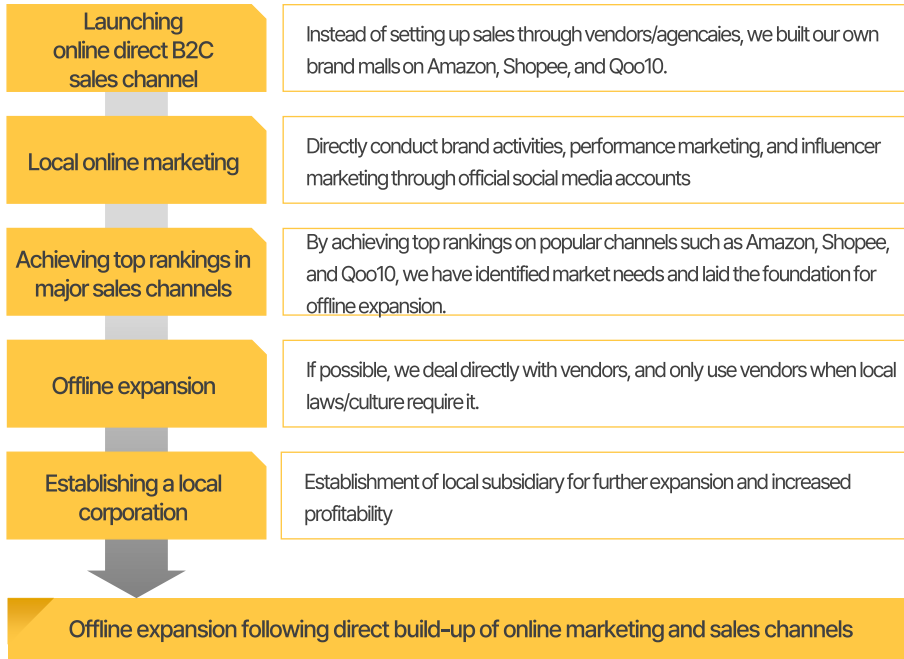 Launching
online direct B2C
sales channel
Instead of setting up sales through vendors/agencaies, we built our own
brand malls on Amazon, Shopee, and Qoo10.
Local online marketing
Directly conduct brand activities, performance marketing, and influencer
marketing through official social media accounts
Achieving top rankings in
major sales channels
By achieving top rankings on popular channels such as Amazon, Shopee,
and Qoo10, we have identified market needs and laid the foundation for
offline expansion.
Offline expansion
If possible, we deal directly with vendors, and only use vendors when local
laws/culture require it.
Establishing a local
corporation
Establishment of local subsidiary for further expansion and increased
profitability
Offline expansion following direct build-up of online marketing and sales channels